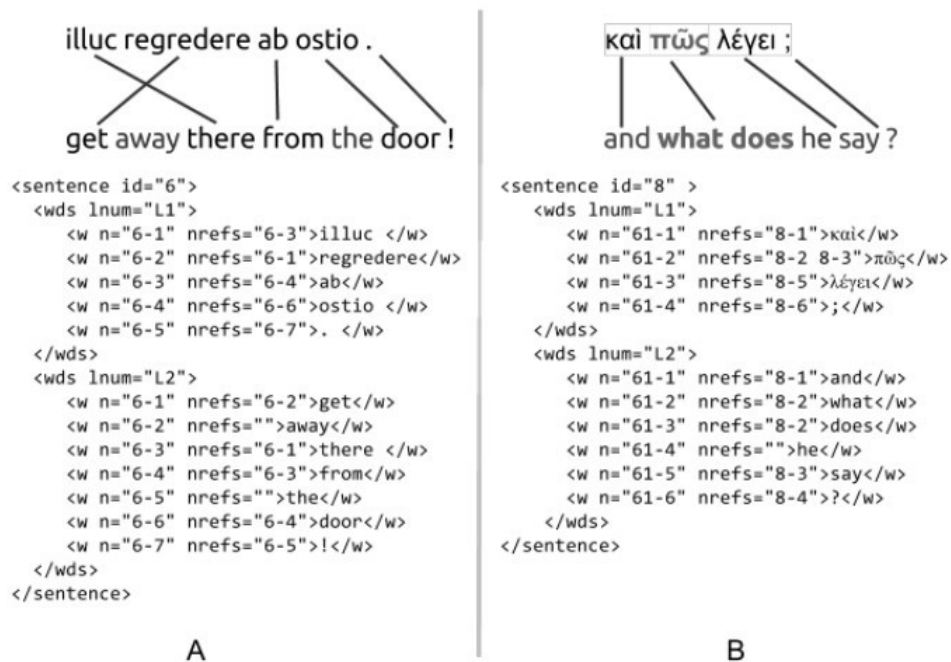 illuc regredere ab ostio .
get away there from the door !
<sentence id="6">
<wds lnum="L1">
<w n="6-1" nrefs="6-3">illuc </w>
<w n="6-2" nrefs="6-1">regredere</w>
<w n="6-3" nrefs="6-4">ab</w>
<w n="6-4" nrefs="6-6">ostio </w>
<w n="6-5" nrefs="6-7">. </w>
</wds>
<wds lnum="L2">
<w n="6-1" nrefs="6-2">get</w>
<w n="6-2" nrefs="">away</w>
<w n="6-3" nrefs="6-1">there </w>
<w n="6-4" nrefs="6-3">from</w>
<w n="6-5" nrefs="">the</w>
<w n="6-6" nrefs="6-4">door</w>
<w n="6-7" nrefs="6-5">!</w>
</wds>
</sentence>
A
καὶ πῶς λέγει ;
and what does he say ?
<sentence id="8" >
<wds lnum="L1">
<w n="61-1" nrefs="8-1">καὶ</w>
<w n="61-2" nrefs="8-2 8-3">πῶς</w>
<w n="61-3" nrefs="8-5">λέγει</w>
<w n="61-4" nrefs="8-6">;</w>
</wds>
<wds lnum="L2">
<w n="61-1" nrefs="8-1">and</w>
<w n="61-2" nrefs="8-2">what</w>
<w n="61-3" nrefs="8-2">does</w>
<w n="61-4" nrefs="">he</w>
<w n="61-5" nrefs="8-3">say</w>
<w n="61-6" nrefs="8-4">?</w>
</wds>
</sentence>
B